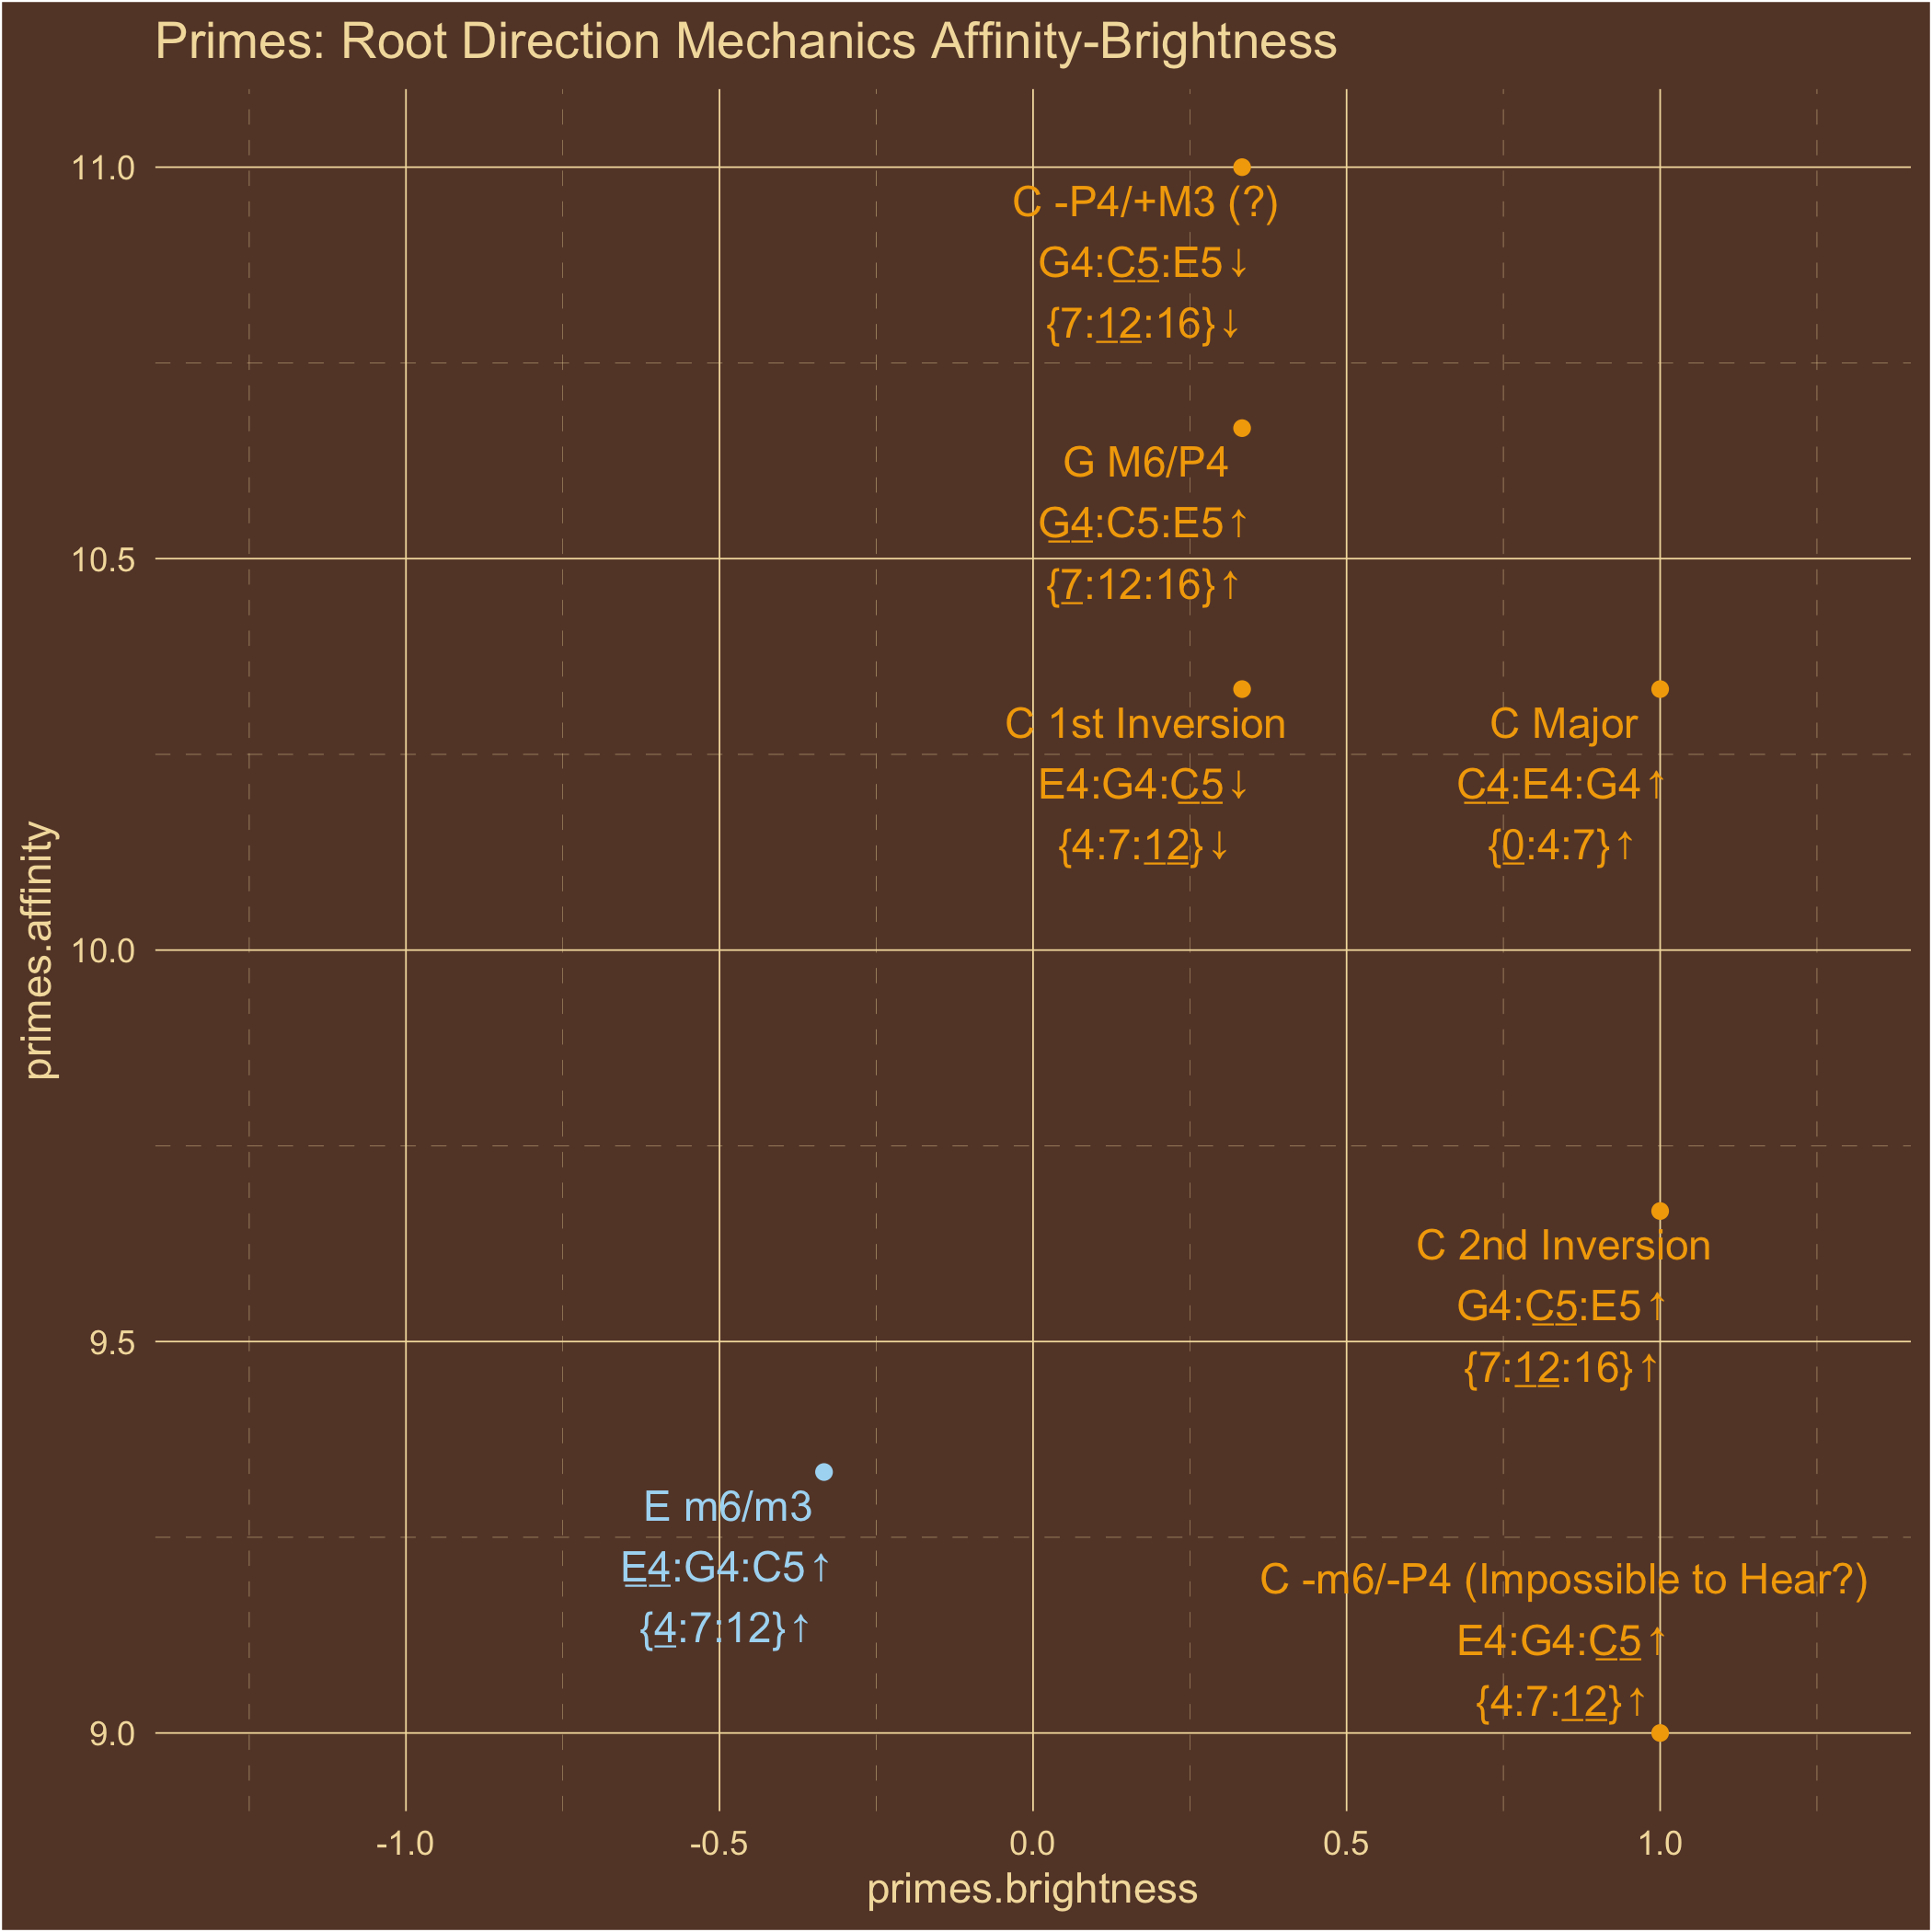 Primes: Root Direction Mechanics Affinity-Brightness
primes.affinity
11.0
10.5
10.0
9.5
9.0
C -P4/+M3 (?)
G4:C5:E5↓
{7:12:16}↓
G M6/P4
G4:C5:E5↑
{7:12:16}↑
C 1st Inversion
E4:G4:C5↓
{4:7:12}↓
C Major
C4:E4:G4↑
{0:4:7}↑
C 2nd Inversion
G4:C5:E5↑
{7:12:16}↑
E m6/m3
E4:G4:C5↑
{4:7:12}↑
C -m6/-P4 (Impossible to Hear?)
E4:G4:C5↑
{4:7:12}↑
-1.0
-0.5
0.0
0.5
1.0
primes.brightness